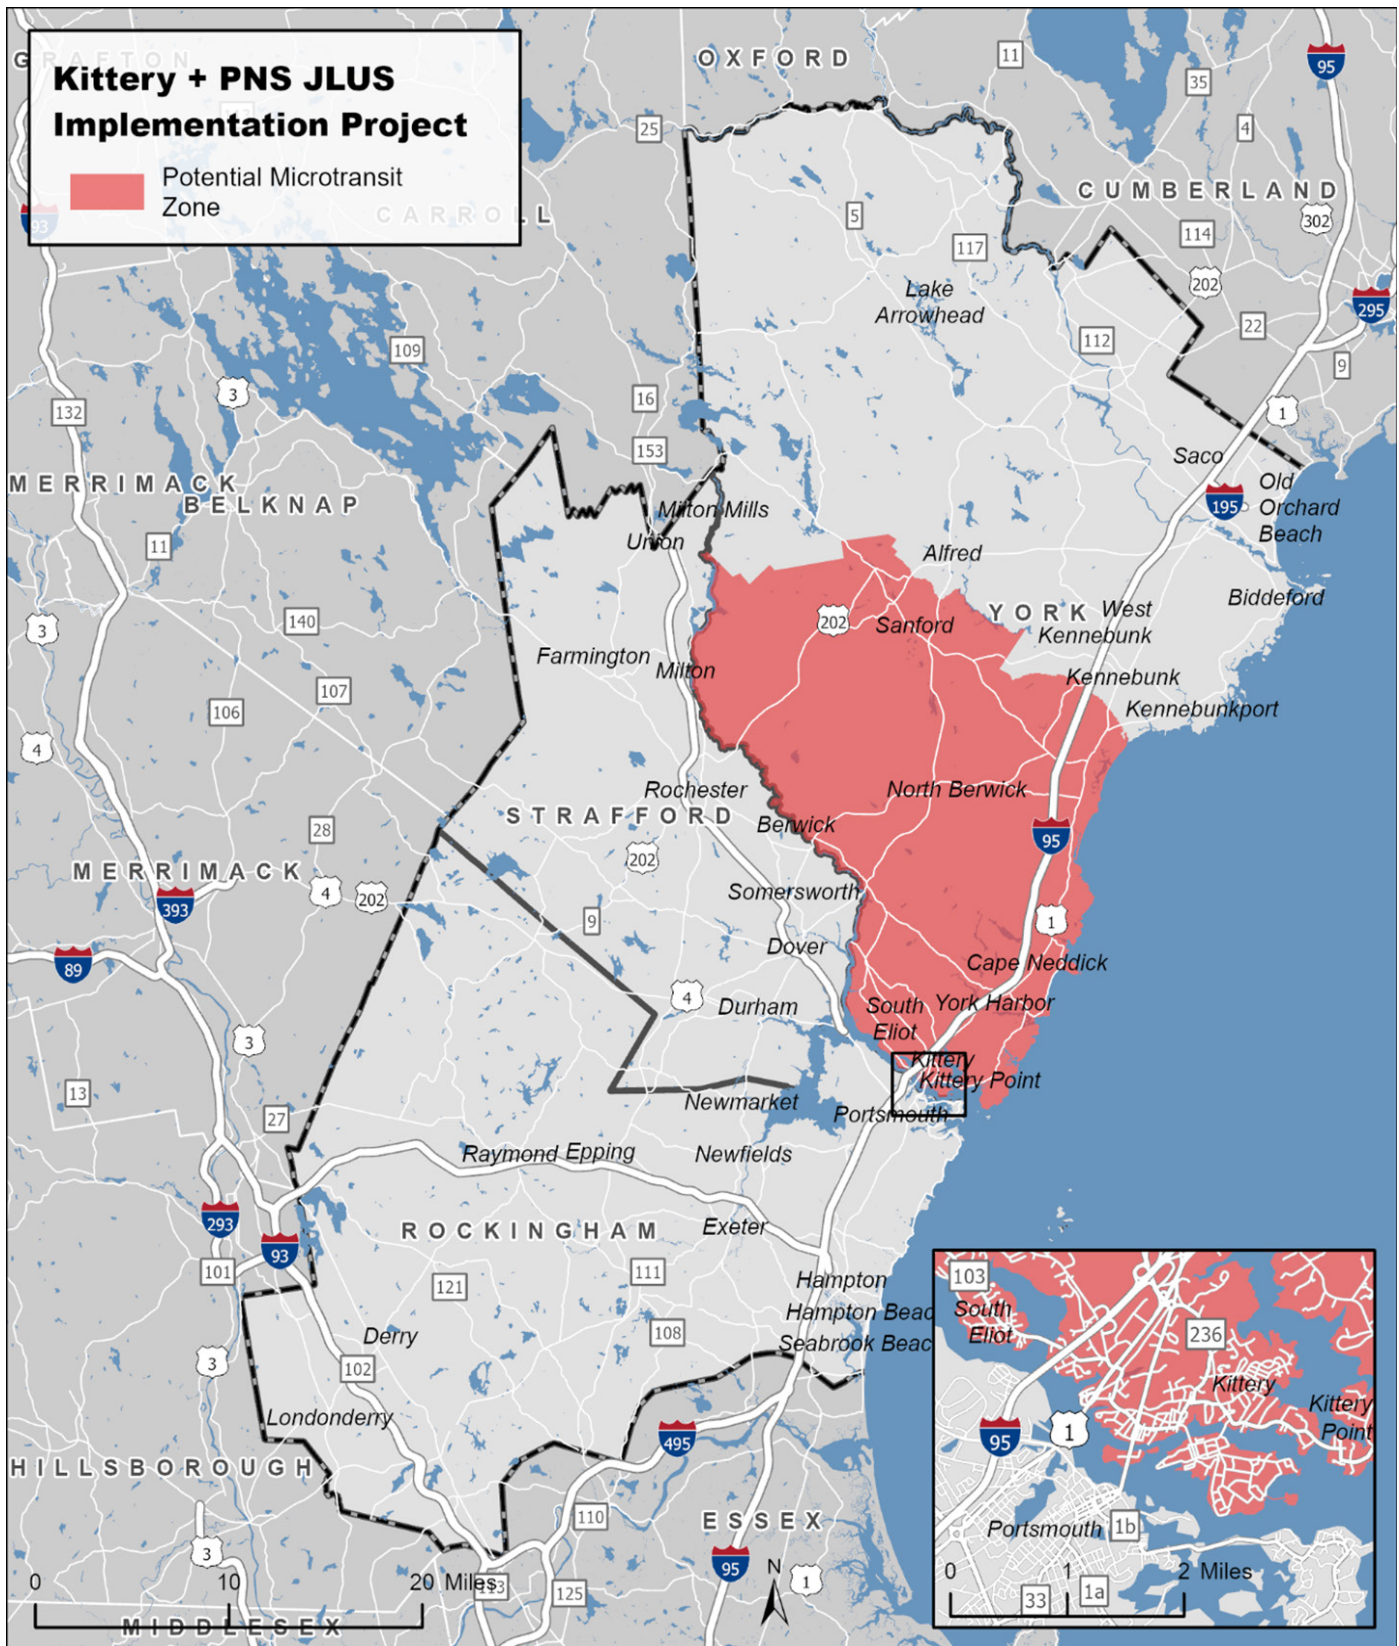 GRAFTON
Kittery + PNS JLUS
Implementation Project
Potential Microtransit
Zone
OXFORD
11
95
35
25
4
CUMBERLAND
CARROLL
93
5
302
117
114
202
Lake
Arrowhead
295
22
112
109
9
3
16
1
132
153
Saco
MERRIMACK
BELKNAP
Old
Orchard
Beach
195
Milton Mills
Union
11
Alfred
Biddeford
YORK
West
Kennebunk
140
202
Sanford
3
Farmington
Milton
Kennebunk
107
106
Kennebunkport
4
Rochester
North Berwick
STRAFFORD
Berwick
28
95
202
MERRIMACK
4
202
Somersworth
393
9
1
Dover
89
Cape Neddick
4
Durham
South
Eliot
York Harbor
3
Kittery
Kittery Point
13
Newmarket
Portsmouth
27
Raymond
Epping
Newfields
293
ROCKINGHAM
Exeter
93
101
121
111
Hampton
Hampton Beac
Seabrook Beac
108
Derry
3
102
Londonderry
495
HILLSBOROUGH
110
ESSEX
3
95
N
1
125
0
10
20 Miles
MIDDLESEX
103
South
Eliot
236
Kittery
Kittery
Point
1
95
Portsmouth
1b
0
1
2 Miles
33
1a